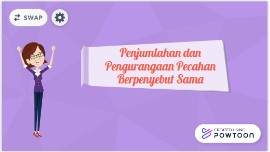 SWAP
Penjumlahan dan
Pengurangaan Pecahan
Berpenyebut Sama
CREATED USING
POWTOON